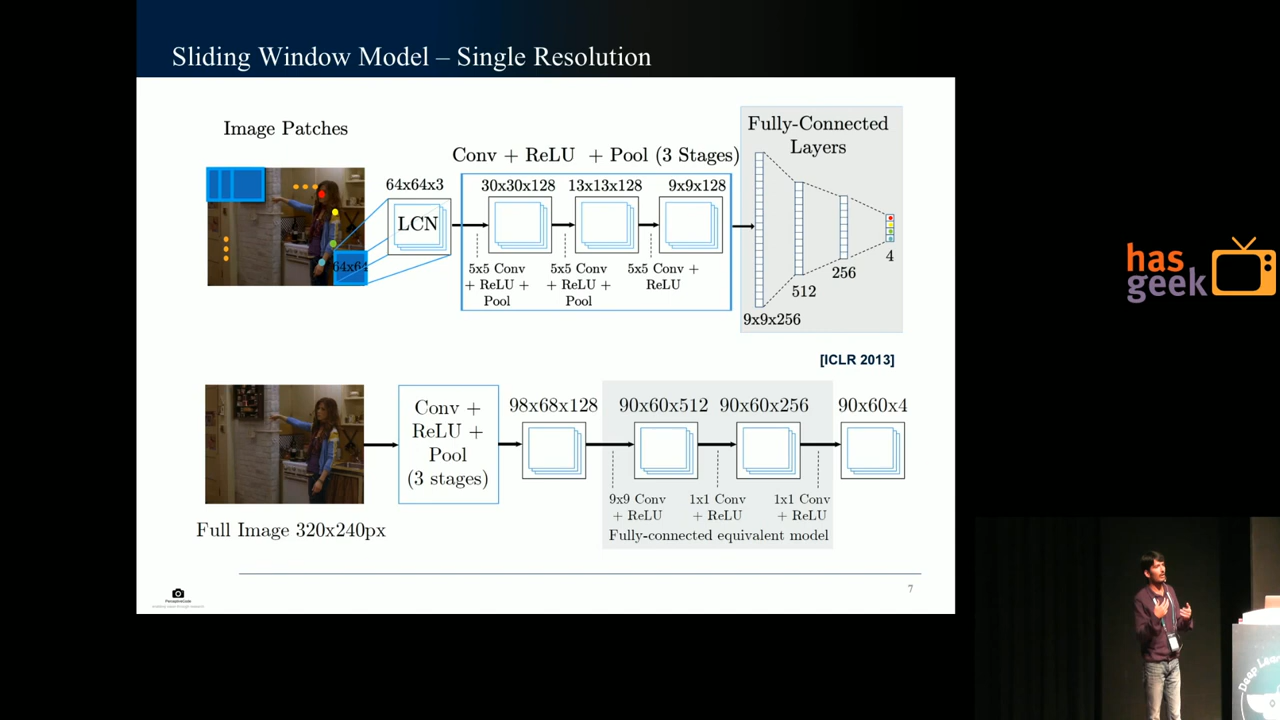 Sliding Window Model – Single Resolution
Image Patches
64x64
64x64x3
LCN
Conv + ReLU + Pool (3 Stages)
30x30x128
13x13x128
9x9x128
5x5 Conv
+ ReLU +
Pool
5x5 Conv
+ ReLU +
Pool
5x5 Conv +
ReLU
Fully-Connected
Layers
9x9x256
512
256
4
[ICLR 2013]
Full Image 320x240px
Conv +
ReLU +
Pool
(3 stages)
98x68x128
90x60x512
90x60x256
90x60x4
9x9 Conv
+ ReLU
1x1 Conv
+ ReLU
1x1 Conv
+ ReLU
Fully-connected equivalent model
7
has
geek